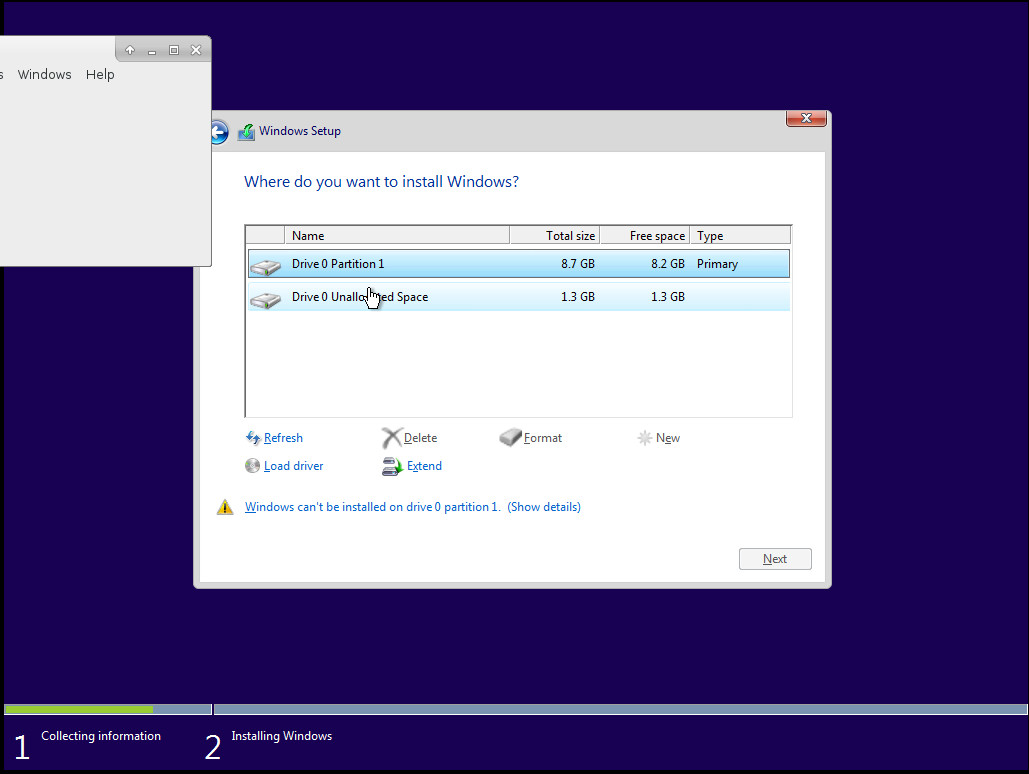 s Windows Help
Windows Setup
Where do you want to install Windows?
Name Total size Free space Type
Drive 0 Partition 1 8.7 GB 8.2 GB Primary
Drive 0 Unallocated Space 1.3 GB 1.3 GB
Refresh Delete Format New
Load driver Extend
Windows can't be installed on drive 0 partition 1. (Show details)
Next
1 Collecting information 2 Installing Windows